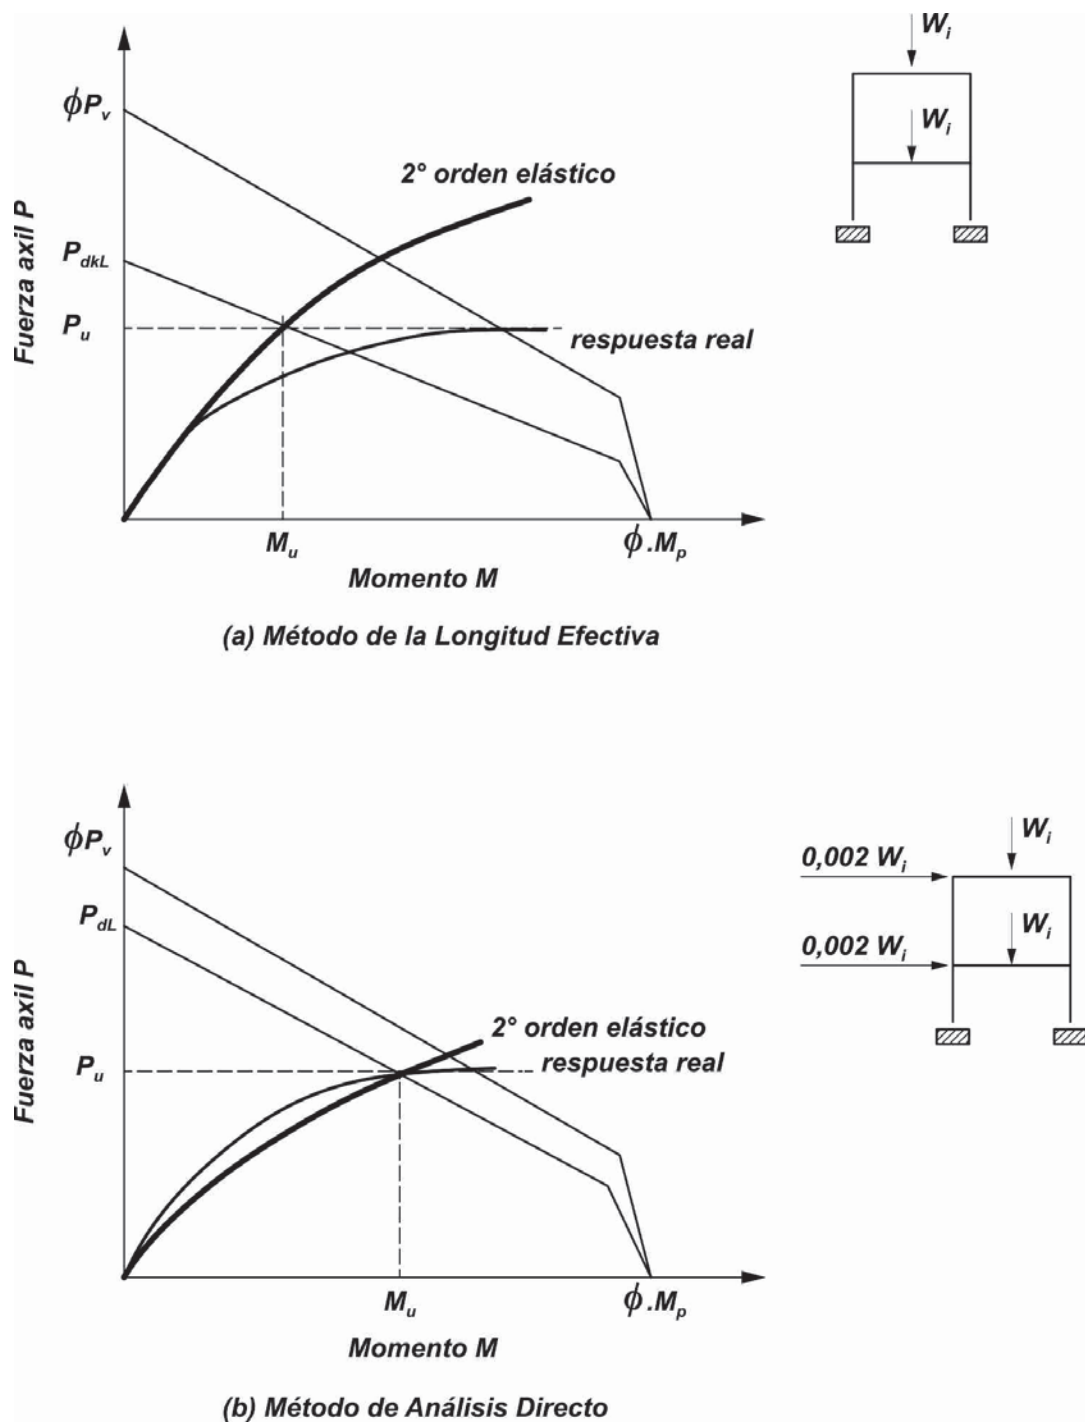 W_i
ϕP_v
W_i
2° orden elástico
P_dkL
P_u
respuesta real
Fuerza axil P
M_u
ϕ.M_p
Momento M
(a) Método de la Longitud Efectiva
ϕP_v
W_i
0,002 W_i
P_dL
W_i
0,002 W_i
2° orden elástico
respuesta real
P_u
Fuerza axil P
M_u
ϕ.M_p
Momento M
(b) Método de Análisis Directo